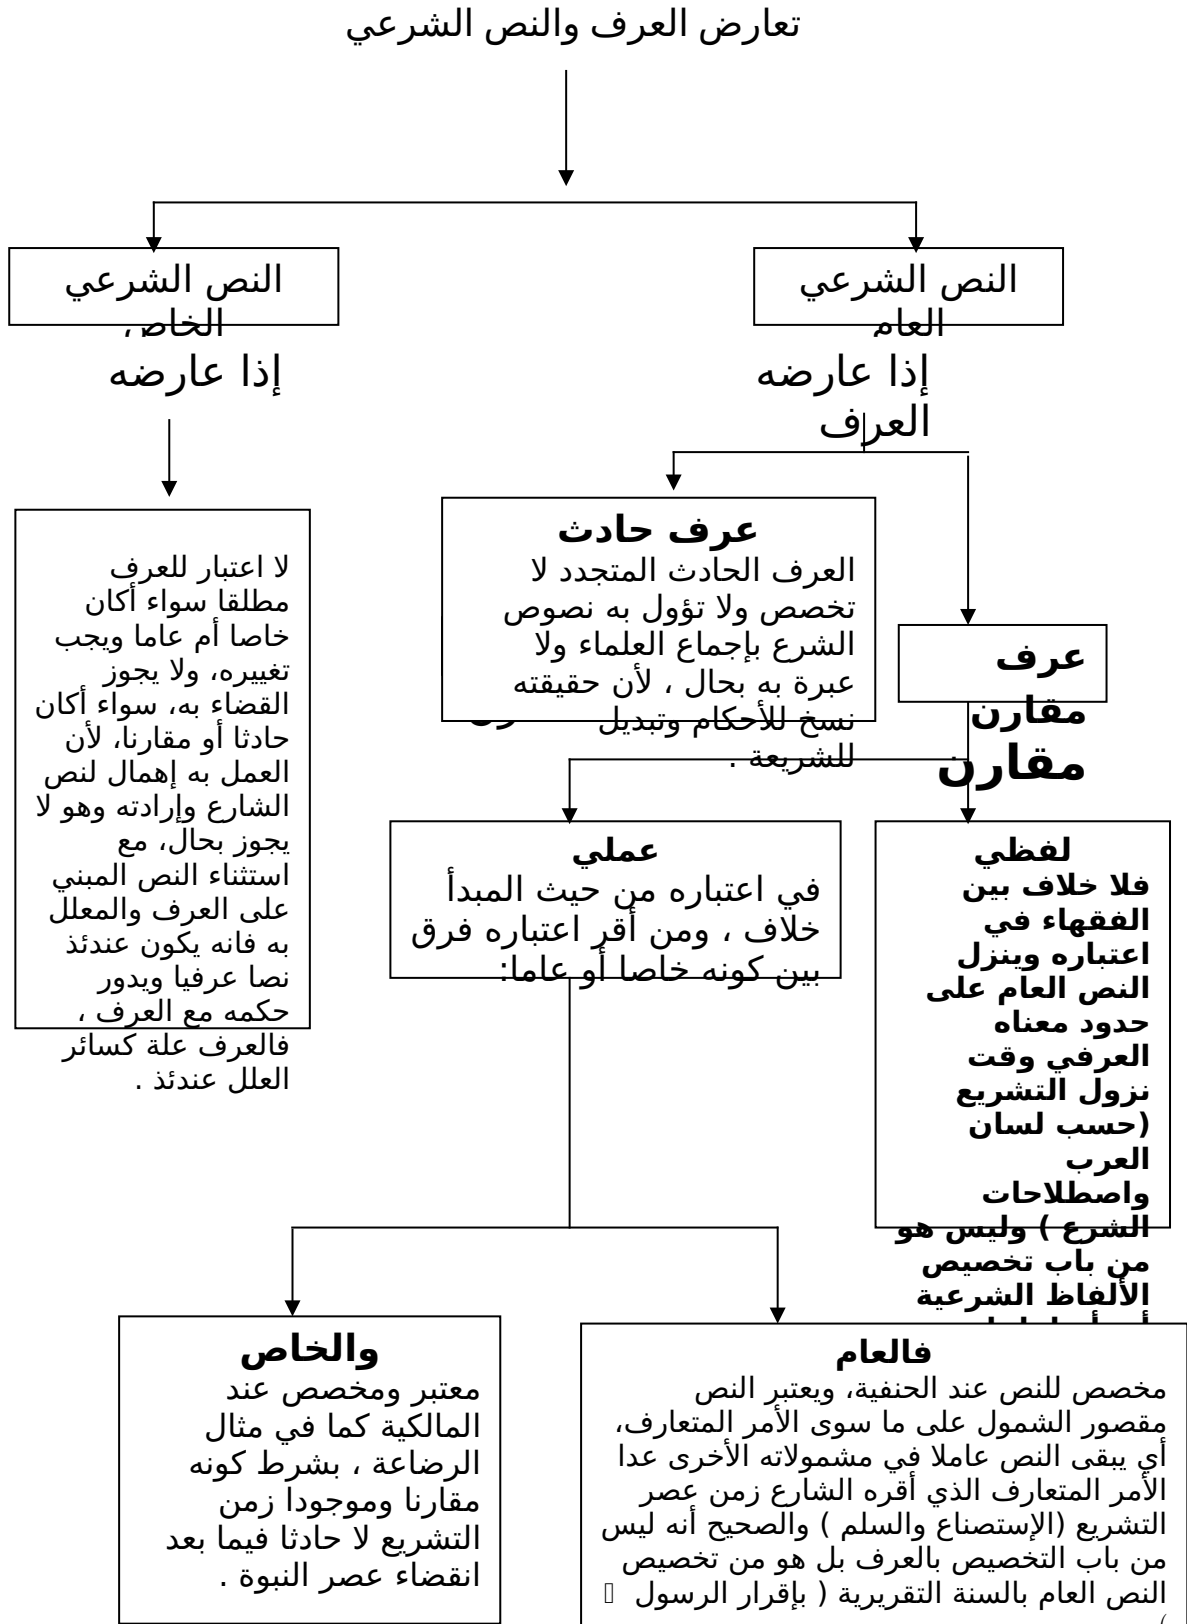 تعارض العرف والنص الشرعي
النص الشرعي
العام
النص الشرعي
الخاص
إذا عارضه
العرف
إذا عارضه
عرف حادث
العرف الحادث المتجدد لا
تخصص ولا تؤول به نصوص
الشرع بإجماع العلماء ولا
عبرة به بحال ، لأن حقيقته
نسخ للأحكام وتبديل
للشريعة .
عرف
مقارن
مقارن
لا اعتبار للعرف
مطلقا سواء أكان
خاصا أم عاما ويجب
تغييره، ولا يجوز
القضاء به، سواء أكان
حادثا أو مقارنا، لأن
العمل به إهمال لنص
الشارع وإرادته وهو لا
يجوز بحال، مع
استثناء النص المبني
على العرف والمعلل
به فانه يكون عندئذ
نصا عرفيا ويدور
حكمه مع العرف ،
فالعرف علة كسائر
العلل عندئذ .
لفظي
فلا خلاف بين
الفقهاء في
اعتباره وينزل
النص العام على
حدود معناه
العرفي وقت
نزول التشريع
(حسب لسان
العرب
واصطلاحات
الشرع ) وليس هو
من باب تخصيص
الألفاظ الشرعية
عملي
في اعتباره من حيث المبدأ
خلاف ، ومن أقر اعتباره فرق
بين كونه خاصا أو عاما:
فالعام
مخصص للنص عند الحنفية، ويعتبر النص
مقصور الشمول على ما سوى الأمر المتعارف،
أي يبقى النص عاملا في مشمولاته الأخرى عدا
الأمر المتعارف الذي أقره الشارع زمن عصر
التشريع (الإستصناع والسلم ) والصحيح أنه ليس
من باب التخصيص بالعرف بل هو من تخصيص
النص العام بالسنة التقريرية ( بإقرار الرسول
)
والخاص
معتبر ومخصص عند
المالكية كما في مثال
الرضاعة ، بشرط كونه
مقارنا وموجودا زمن
التشريع لا حادثا فيما بعد
انقضاء عصر النبوة .